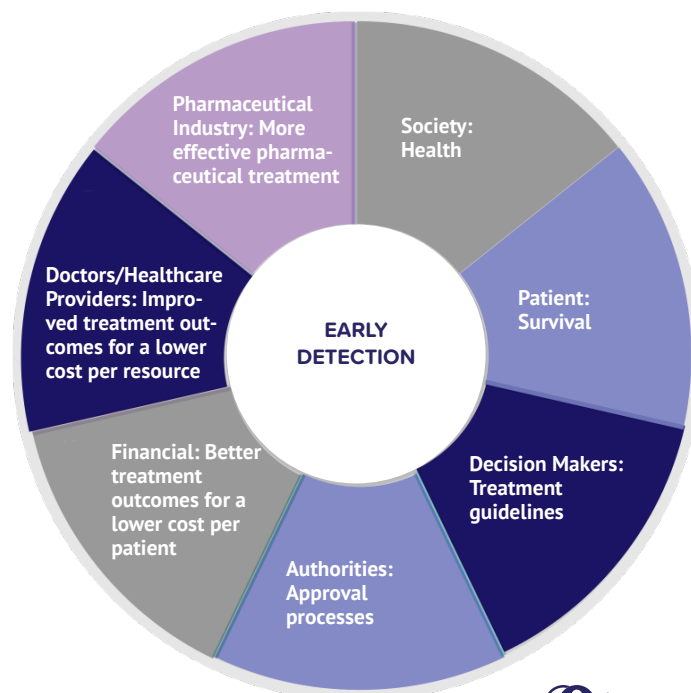 Pharmaceutical
Industry: More
effective pharma-
ceutical treatment
Society:
Health
Patient:
Survival
Decision Makers:
Treatment
guidelines
Authorities:
Approval
processes
Financial: Better
treatment
outcomes for a
lower cost per
patient
Doctors/Healthcare
Providers: Impro-
ved treatment out-
comes for a lower
cost per resource
EARLY
DETECTION